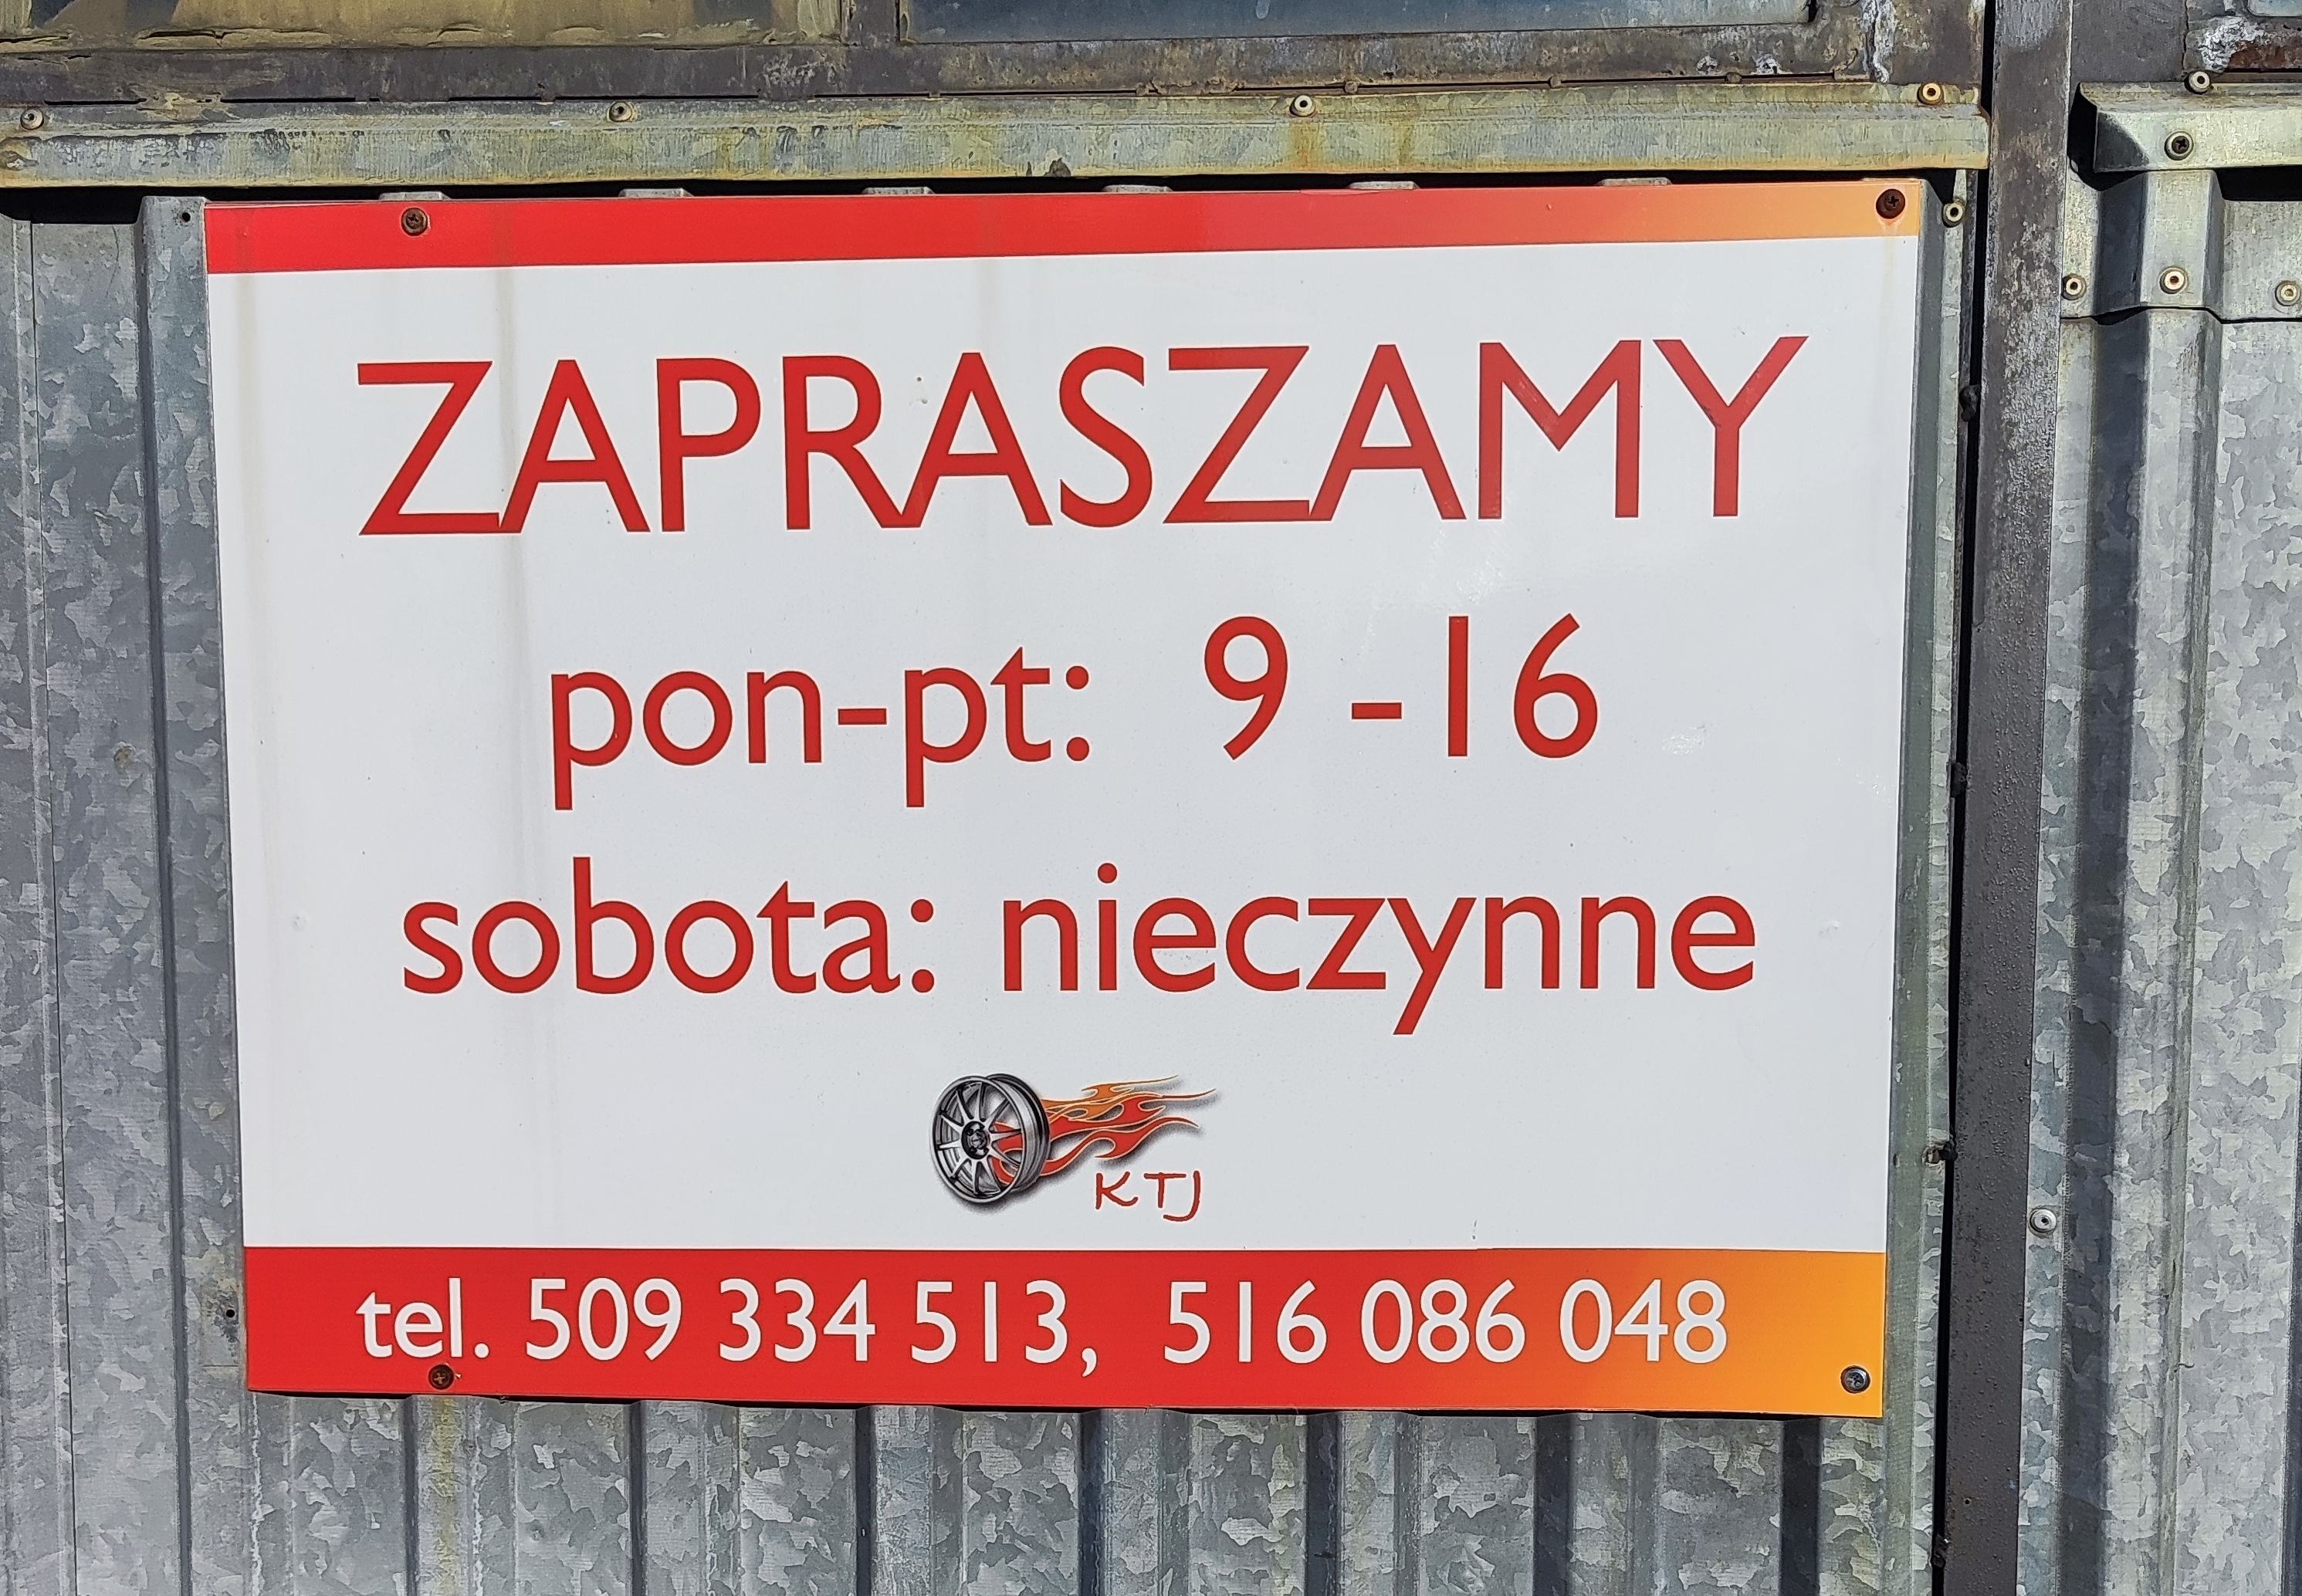 ZAPRASZAMY
pon-pt: 9 -16
sobota: nieczynne
KTJ
tel. 509 334 513, 516 086 048